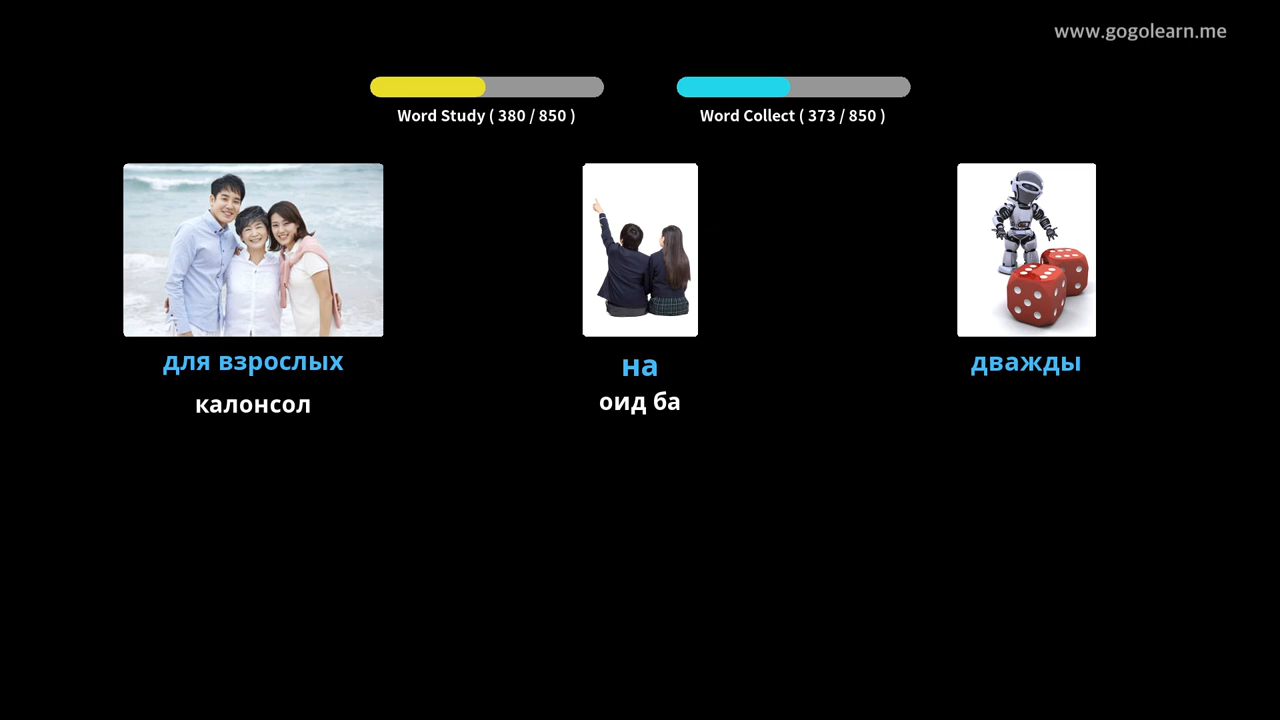 www.gogolearn.me
Word Study ( 380 / 850 )
Word Collect ( 373 / 850 )
для взрослых
калонсол
на
оид ба
дважды